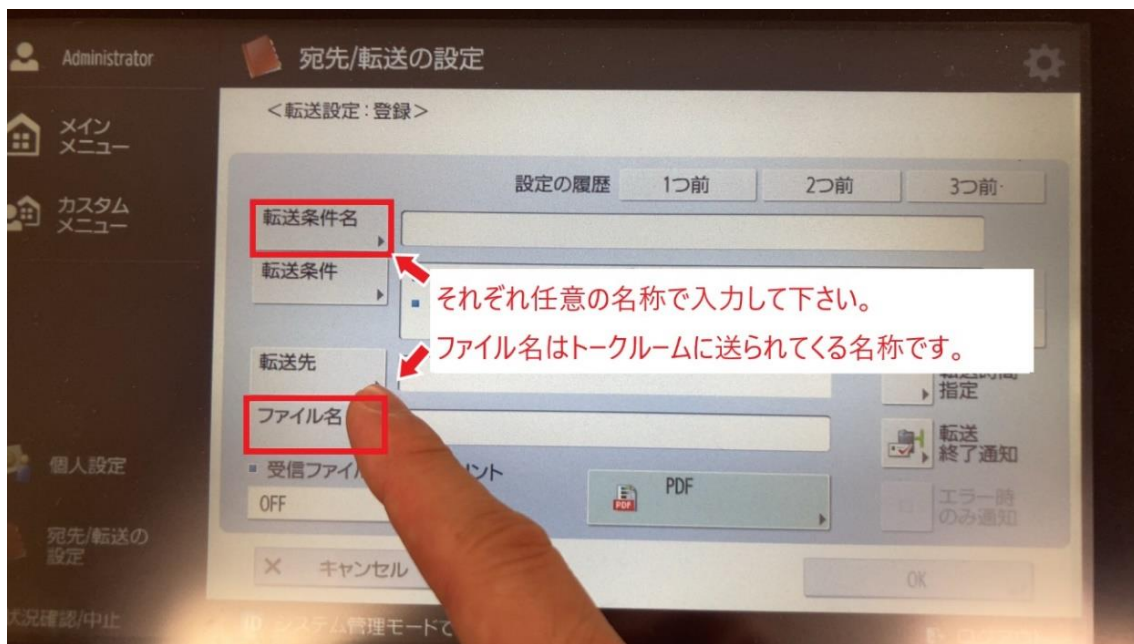 Administrator
宛先/転送の設定
メイン
メニュー
カスタム
メニュー
個人設定
宛先/転送の
設定
状況確認/中止
<転送設定:登録>
設定の履歴
1つ前
2つ前
3つ前
転送条件名
転送条件
それぞれ任意の名称で入力して下さい。
ファイル名はトークルームに送られてくる名称です。
転送先
指定
ファイル名
転送
終了通知
受信ファイル
OFF
PDF
PDF
エラー時
のみ通知
× キャンセル
OK
システム管理モードで